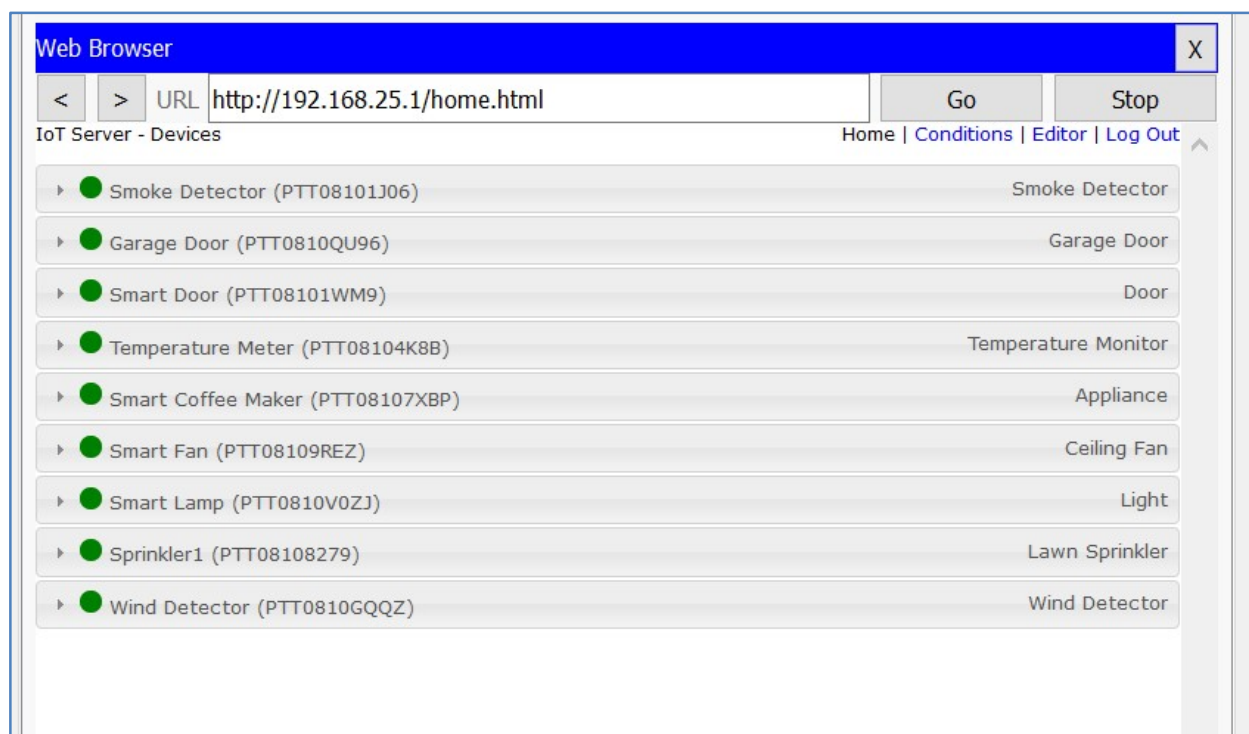 Web Browser X
< > URL http://192.168.25.1/home.html Go Stop
IoT Server - Devices Home | Conditions | Editor | Log Out
Smoke Detector (PTT08101J06) Smoke Detector
Garage Door (PTT0810QU96) Garage Door
Smart Door (PTT08101WM9) Door
Temperature Meter (PTT08104K8B) Temperature Monitor
Smart Coffee Maker (PTT08107XBP) Appliance
Smart Fan (PTT08109REZ) Ceiling Fan
Smart Lamp (PTT0810V0ZJ) Light
Sprinkler1 (PTT08108279) Lawn Sprinkler
Wind Detector (PTT0810GQQZ) Wind Detector